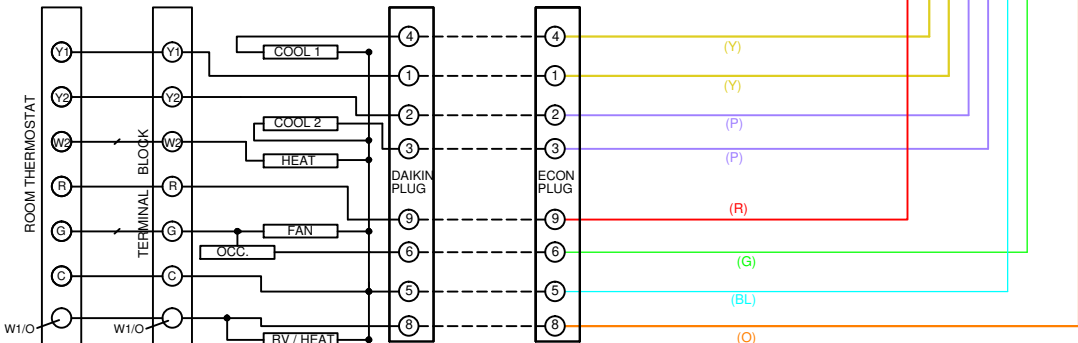 4
4
(Y)
Y1
Y1
COOL 1
1
1
(Y)
Y2
Y2
2
2
(P)
COOL 2
W2
W2
3
3
(P)
HEAT
ROOM THERMOSTAT
TERMINAL BLOCK
DAIKIN
PLUG
ECON
PLUG
R
R
9
9
(R)
G
G
FAN
OCC.
6
6
(G)
C
C
5
5
(BL)
W1/O
W1/O
8
8
RV / HEAT
(O)